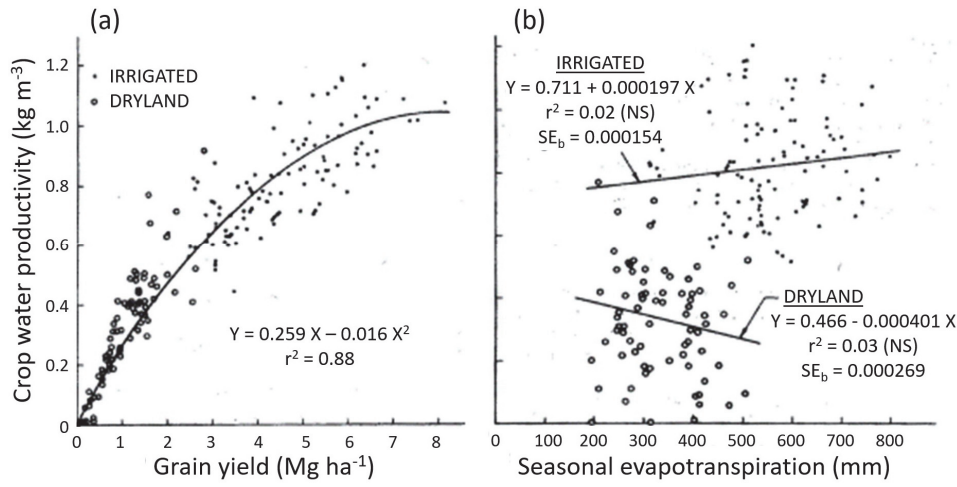 (a)
(b)
Crop water productivity (kg m-3)
1.2
1.0
0.8
0.6
0.4
0.2
0
IRRIGATED
DRYLAND
Y = 0.259 X – 0.016 X2
r2 = 0.88
0 1 2 3 4 5 6 7 8
Grain yield (Mg ha-1)
IRRIGATED
Y = 0.711 + 0.000197 X
r2 = 0.02 (NS)
SEb = 0.000154
DRYLAND
Y = 0.466 - 0.000401 X
r2 = 0.03 (NS)
SEb = 0.000269
0 100 200 300 400 500 600 700 800
Seasonal evapotranspiration (mm)